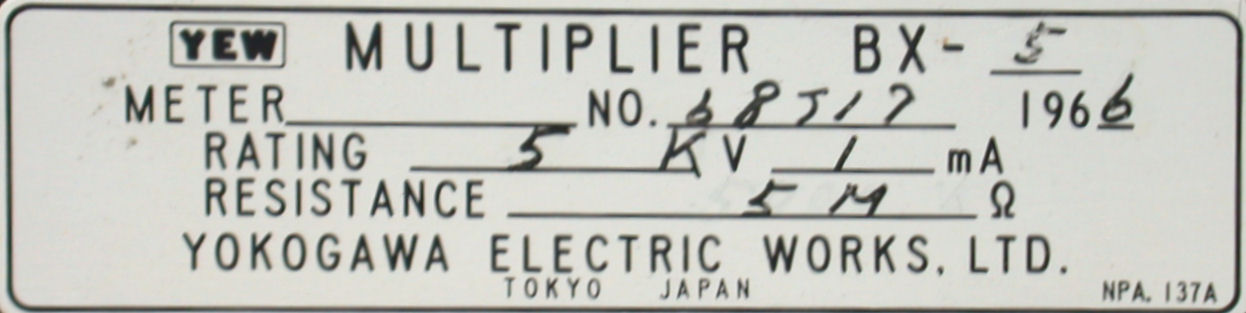 YEW MULTIPLIER BX-5
METER NO. 68517 1966
RATING 5 KV 1 mA
RESISTANCE 5 M Ω
YOKOGAWA ELECTRIC WORKS, LTD.
TOKYO JAPAN NPA. 137A